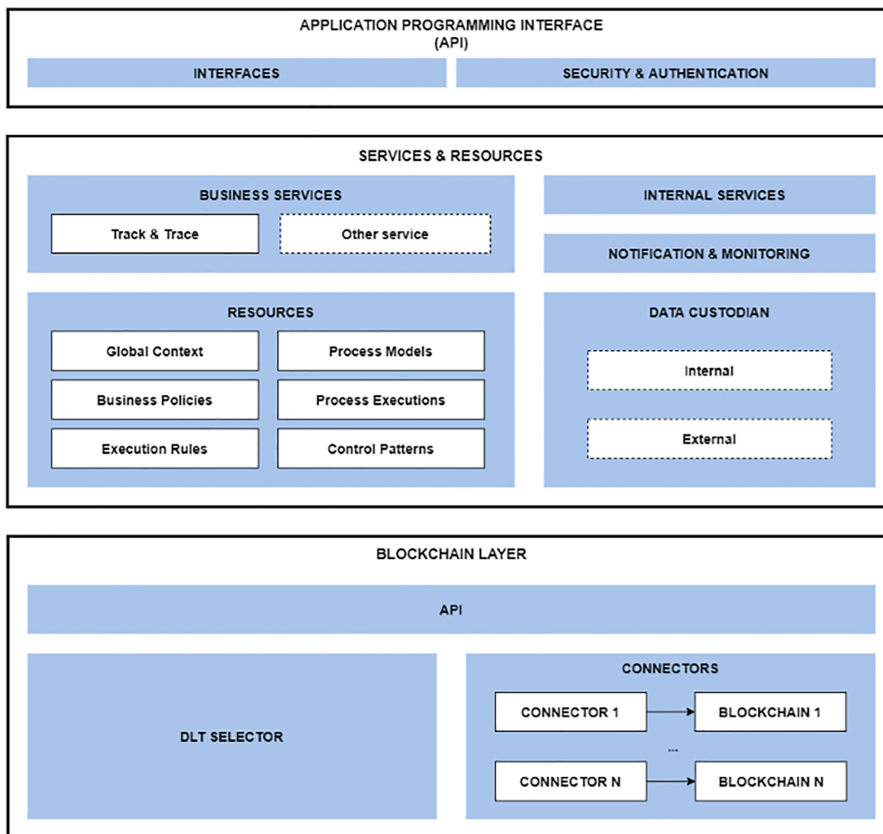 APPLICATION PROGRAMMING INTERFACE
(API)
INTERFACES
SECURITY & AUTHENTICATION
SERVICES & RESOURCES
BUSINESS SERVICES
Track & Trace
Other service
INTERNAL SERVICES
NOTIFICATION & MONITORING
RESOURCES
Global Context
Process Models
Business Policies
Process Executions
Execution Rules
Control Patterns
DATA CUSTODIAN
Internal
External
BLOCKCHAIN LAYER
API
DLT SELECTOR
CONNECTORS
CONNECTOR 1
BLOCKCHAIN 1
...
CONNECTOR N
BLOCKCHAIN N